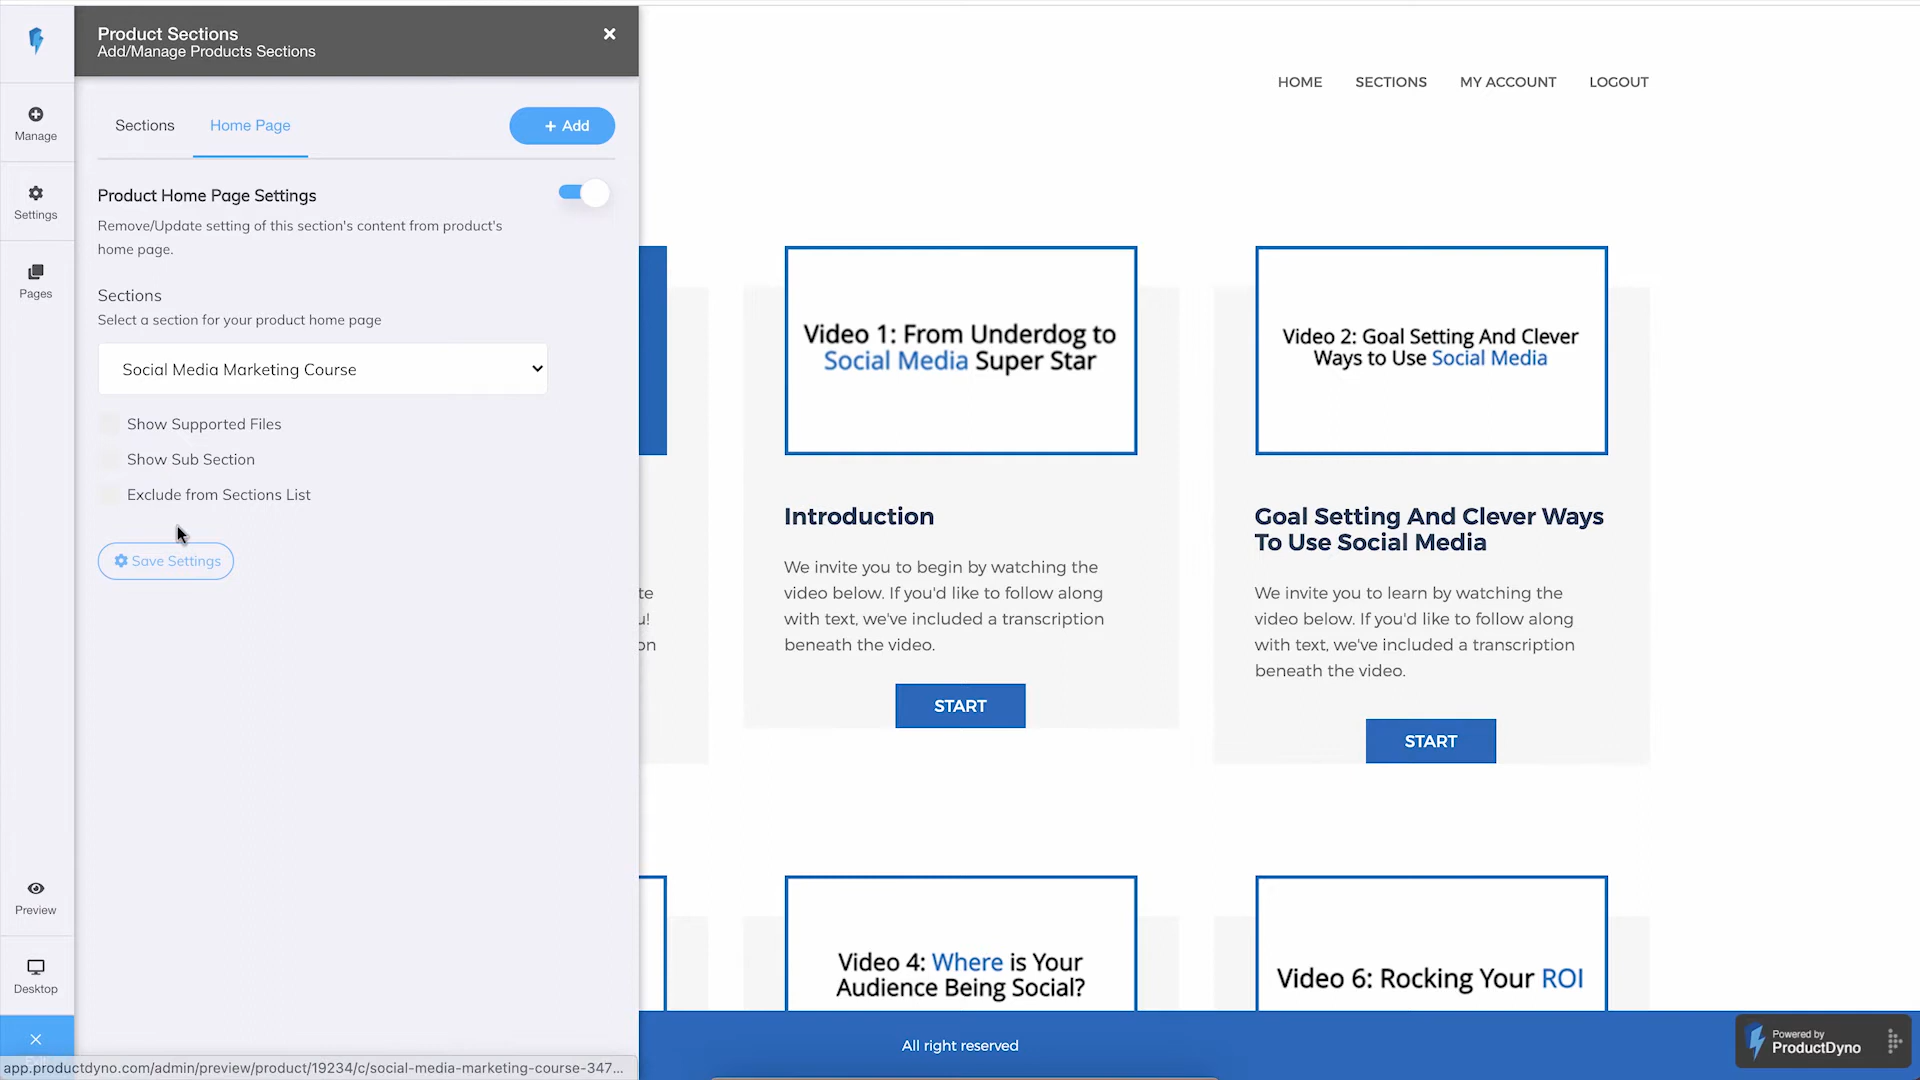 Product Sections
Add/Manage Products Sections
Manage
Settings
Pages
Preview
Desktop
Sections
Home Page
+ Add
Product Home Page Settings
Remove/Update setting of this section's content from product's
home page.
Sections
Select a section for your product home page
Social Media Marketing Course
Show Supported Files
Show Sub Section
Exclude from Sections List
Save Settings
app.productdyno.com/admin/preview/product/19234/c/social-media-marketing-course-347...
HOME
SECTIONS
MY ACCOUNT
LOGOUT
te
u!
on
Video 1: From Underdog to
Social Media Super Star
Introduction
We invite you to begin by watching the
video below. If you'd like to follow along
with text, we've included a transcription
beneath the video.
START
Video 2: Goal Setting And Clever
Ways to Use Social Media
Goal Setting And Clever Ways
To Use Social Media
We invite you to learn by watching the
video below. If you'd like to follow along
with text, we've included a transcription
beneath the video.
START
Video 4: Where is Your
Audience Being Social?
Video 6: Rocking Your ROI
All right reserved
Powered by
ProductDyno